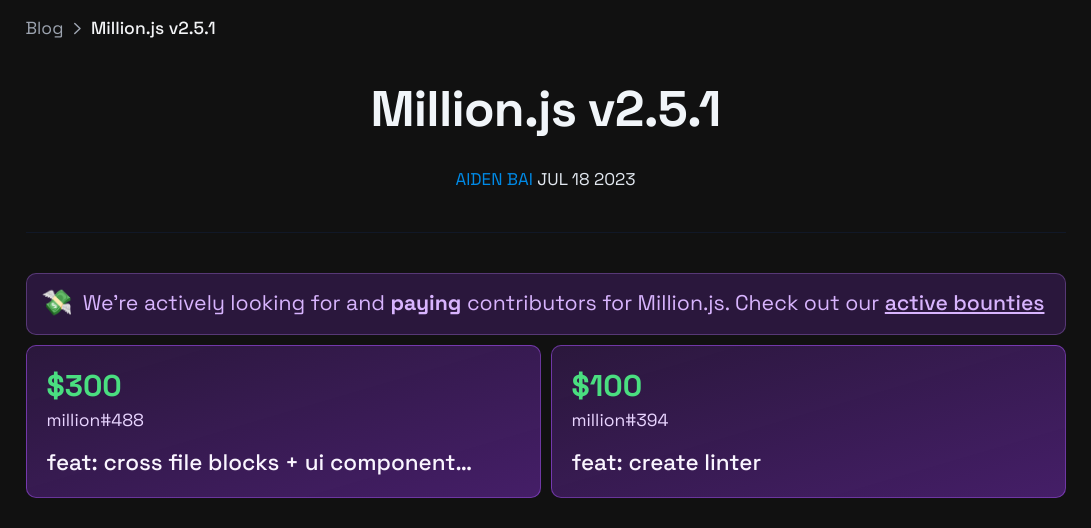 Blog > Million.js v2.5.1
Million.js v2.5.1
AIDEN BAI JUL 18 2023
💸 We're actively looking for and paying contributors for Million.js. Check out our active bounties
$300
million#488
feat: cross file blocks + ui component...
$100
million#394
feat: create linter